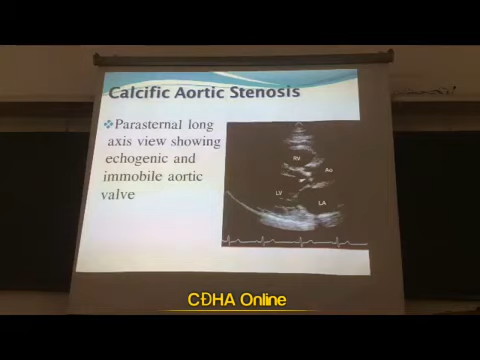 Calcific Aortic Stenosis
❖Parasternal long
axis view showing
echogenic and
immobile aortic
valve
RV
Ao
LV
LA
CĐHA Online